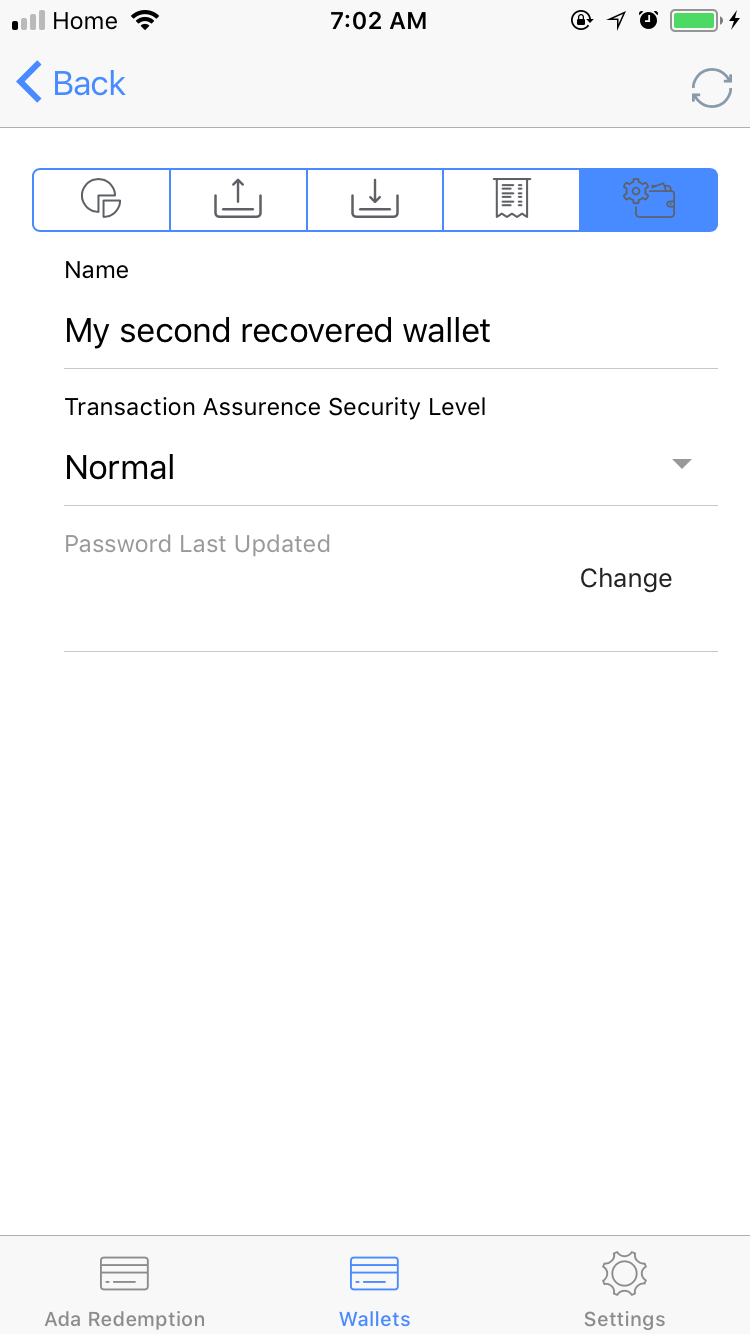 Home 7:02 AM
Back
Name
My second recovered wallet
Transaction Assurence Security Level
Normal
Password Last Updated
Change
Ada Redemption Wallets Settings